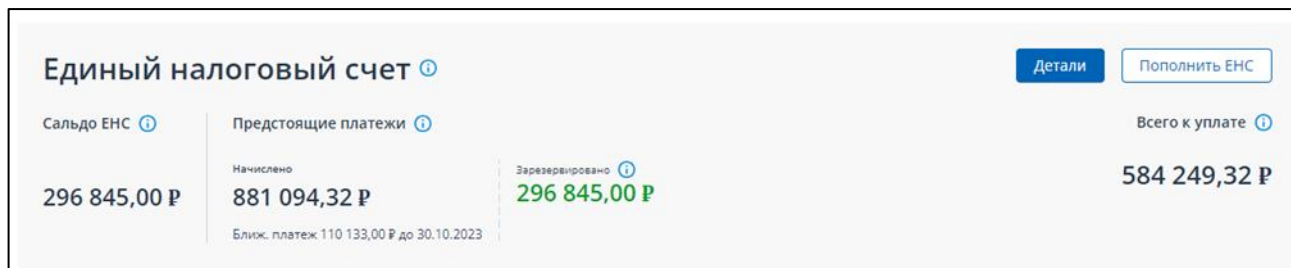 Единый налоговый счет
Детали
Пополнить ЕНС
Сальдо ЕНС
Предстоящие платежи
Всего к уплате
Начислено
Зарезервировано
296 845,00 ₽
881 094,32 ₽
296 845,00 ₽
584 249,32 ₽
Ближ. платеж 110 133,00 ₽ до 30.10.2023